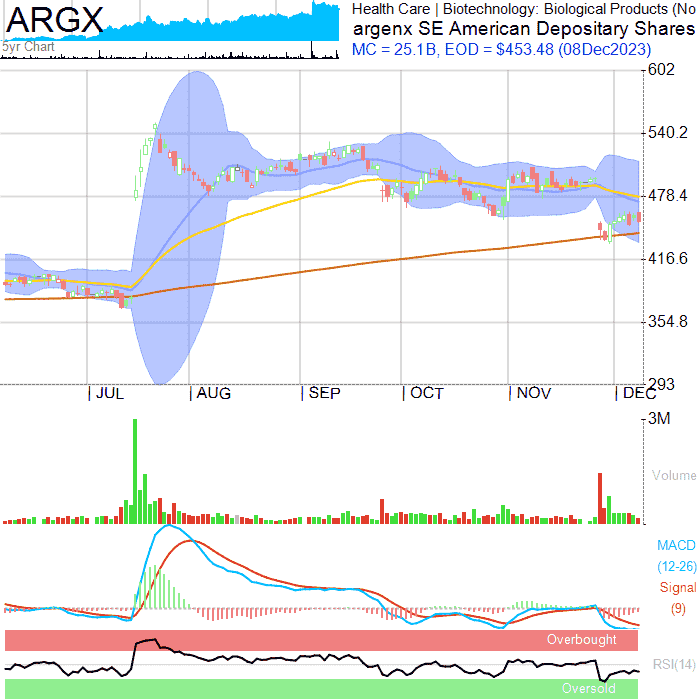 ARGX
5yr Chart
Health Care | Biotechnology: Biological Products (No
argenx SE American Depositary Shares
MC = 25.1B, EOD = $453.48 (08Dec2023)
602
540.2
478.4
416.6
354.8
293
JUL AUG SEP OCT NOV DEC
3M
Volume
MACD
(12-26)
Signal
(9)
Overbought
RSI(14)
Oversold